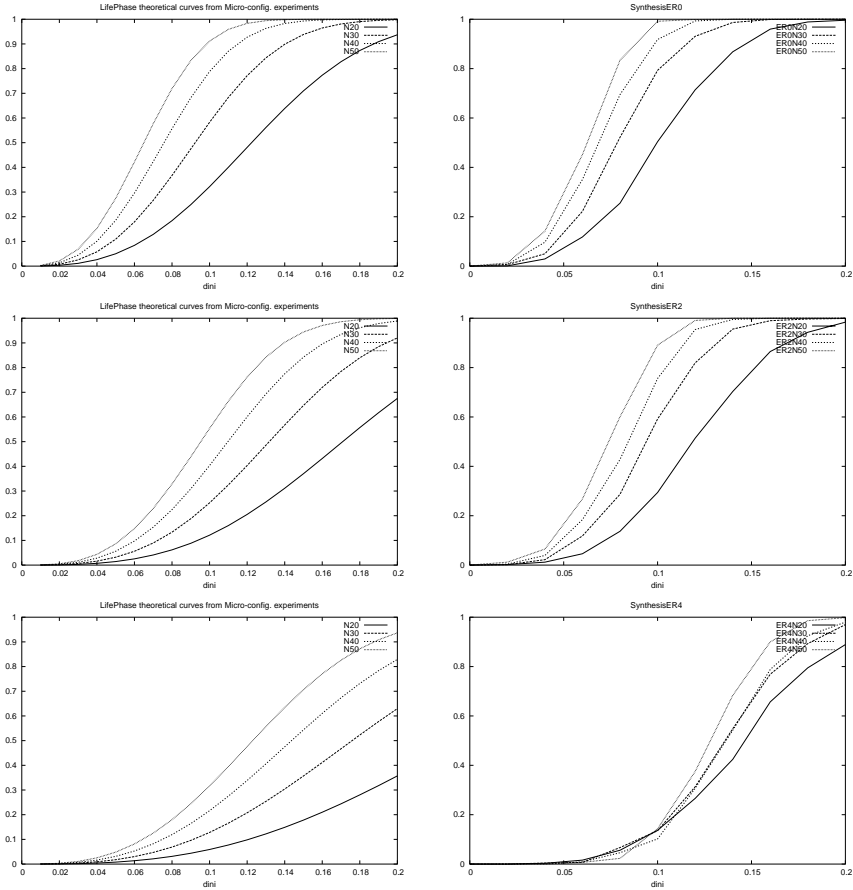 LifePhase theoretical curves from Micro-config. experiments
N20
N30
N40
N50
1
0.9
0.8
0.7
0.6
0.5
0.4
0.3
0.2
0.1
0
0 0.02 0.04 0.06 0.08 0.1 0.12 0.14 0.16 0.18 0.2
dini
SynthesisER0
ER0N20
ER0N30
ER0N40
ER0N50
1
0.8
0.6
0.4
0.2
0
0.05 0.1 0.15 0.2
dini
LifePhase theoretical curves from Micro-config. experiments
N20
N30
N40
N50
1
0.9
0.8
0.7
0.6
0.5
0.4
0.3
0.2
0.1
0
0 0.02 0.04 0.06 0.08 0.1 0.12 0.14 0.16 0.18 0.2
dini
SynthesisER2
ER2N20
ER2N30
ER2N40
ER2N50
1
0.8
0.6
0.4
0.2
0
0.05 0.1 0.15 0.2
dini
LifePhase theoretical curves from Micro-config. experiments
N20
N30
N40
N50
1
0.9
0.8
0.7
0.6
0.5
0.4
0.3
0.2
0.1
0
0 0.02 0.04 0.06 0.08 0.1 0.12 0.14 0.16 0.18 0.2
dini
SynthesisER4
ER4N20
ER4N30
ER4N40
ER4N50
1
0.8
0.6
0.4
0.2
0
0.05 0.1 0.15 0.2
dini